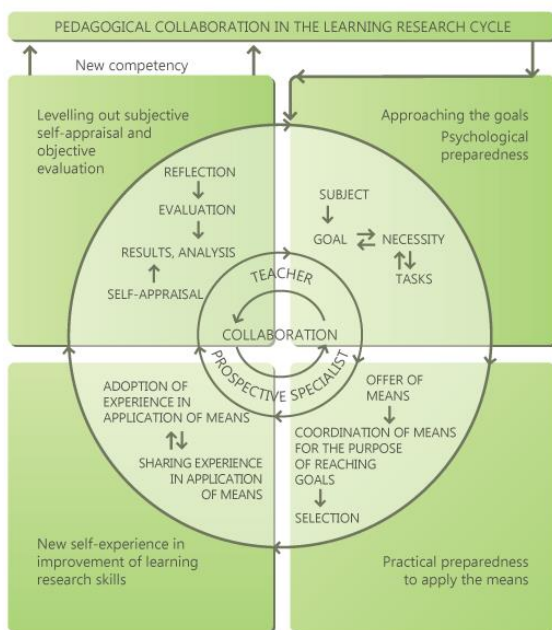 PEDAGOGICAL COLLABORATION IN THE LEARNING RESEARCH CYCLE
New competency
Levelling out subjective
self-appraisal and
objective
evaluation
Approaching the goals
Psychological
preparedness
REFLECTION
EVALUATION
RESULTS, ANALYSIS
SELF-APPRAISAL
SUBJECT
GOAL
NECESSITY
TASKS
TEACHER
COLLABORATION
PROSPECTIVE SPECIALIST
ADOPTION OF
EXPERIENCE IN
APPLICATION OF MEANS
SHARING EXPERIENCE
IN APPLICATION
OF MEANS
OFFER OF
MEANS
COORDINATION OF MEANS
FOR THE PURPOSE
OF REACHING
GOALS
SELECTION
New self-experience in
improvement of learning
research skills
Practical preparedness
to apply the means